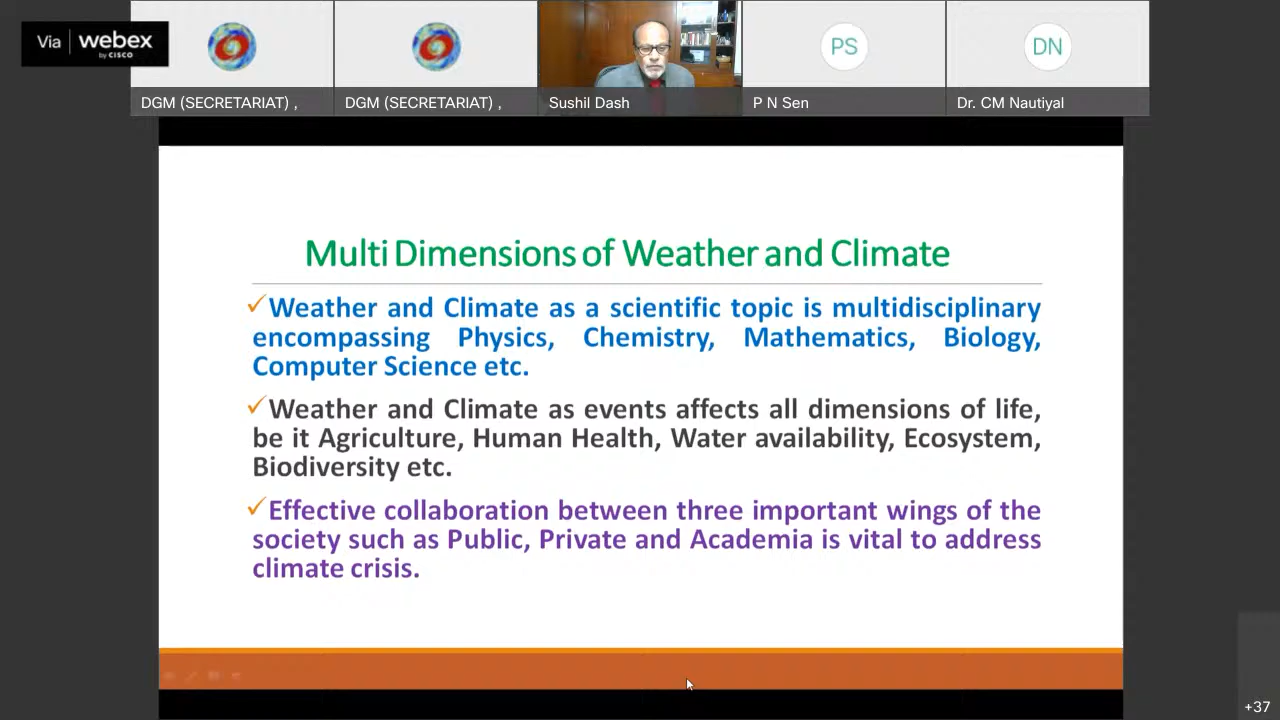 Via webex
by CISCO
DGM (SECRETARIAT) ,
DGM (SECRETARIAT) ,
Sushil Dash
PS
P N Sen
DN
Dr. CM Nautiyal
Multi Dimensions of Weather and Climate
✓Weather and Climate as a scientific topic is multidisciplinary
encompassing Physics, Chemistry, Mathematics, Biology,
Computer Science etc.
✓Weather and Climate as events affects all dimensions of life,
be it Agriculture, Human Health, Water availability, Ecosystem,
Biodiversity etc.
✓Effective collaboration between three important wings of the
society such as Public, Private and Academia is vital to address
climate crisis.
+37